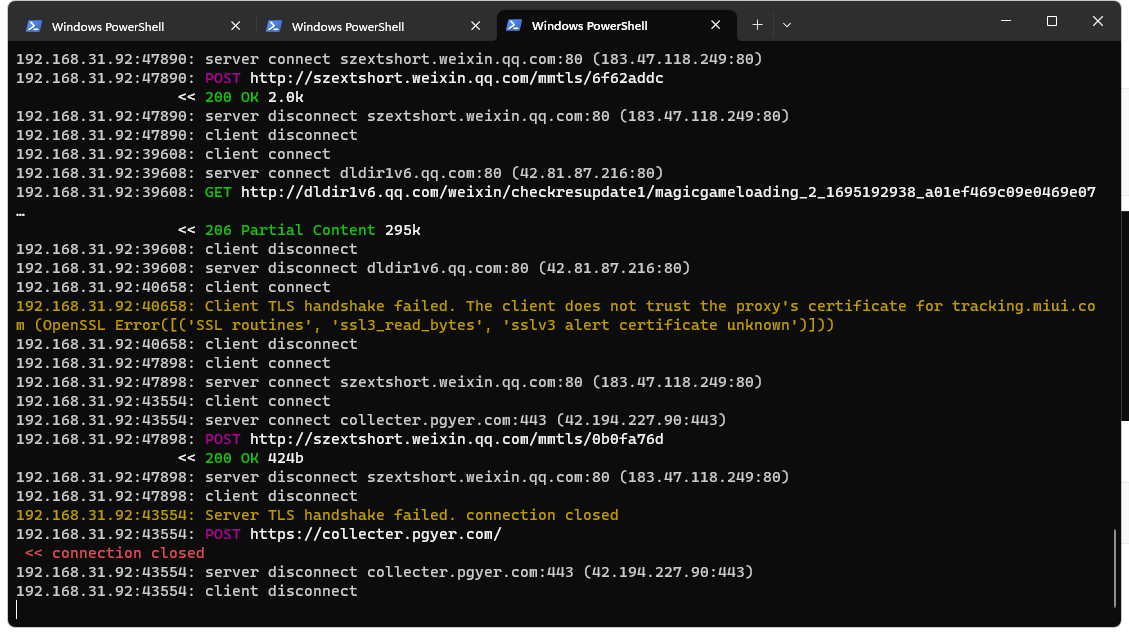 Windows PowerShell
Windows PowerShell
Windows PowerShell
192.168.31.92:47890: server connect szextshort.weixin.qq.com:80 (183.47.118.249:80)
192.168.31.92:47890: POST http://szextshort.weixin.qq.com/mmtls/6f62addc
<< 200 OK 2.0k
192.168.31.92:47890: server disconnect szextshort.weixin.qq.com:80 (183.47.118.249:80)
192.168.31.92:47890: client disconnect
192.168.31.92:39608: client connect
192.168.31.92:39608: server connect dldir1v6.qq.com:80 (42.81.87.216:80)
192.168.31.92:39608: GET http://dldir1v6.qq.com/weixin/checkresupdate1/magicgameloading_2_1695192938_a01ef469c09e0469e07
…
<< 206 Partial Content 295k
192.168.31.92:39608: client disconnect
192.168.31.92:39608: server disconnect dldir1v6.qq.com:80 (42.81.87.216:80)
192.168.31.92:40658: client connect
192.168.31.92:40658: Client TLS handshake failed. The client does not trust the proxy's certificate for tracking.miui.co
m (OpenSSL Error([('SSL routines', 'ssl3_read_bytes', 'sslv3 alert certificate unknown')]))
192.168.31.92:40658: client disconnect
192.168.31.92:47898: client connect
192.168.31.92:47898: server connect szextshort.weixin.qq.com:80 (183.47.118.249:80)
192.168.31.92:43554: client connect
192.168.31.92:43554: server connect collecter.pgyer.com:443 (42.194.227.90:443)
192.168.31.92:47898: POST http://szextshort.weixin.qq.com/mmtls/0b0fa76d
<< 200 OK 424b
192.168.31.92:47898: server disconnect szextshort.weixin.qq.com:80 (183.47.118.249:80)
192.168.31.92:47898: client disconnect
192.168.31.92:43554: Server TLS handshake failed. connection closed
192.168.31.92:43554: POST https://collecter.pgyer.com/
<< connection closed
192.168.31.92:43554: server disconnect collecter.pgyer.com:443 (42.194.227.90:443)
192.168.31.92:43554: client disconnect